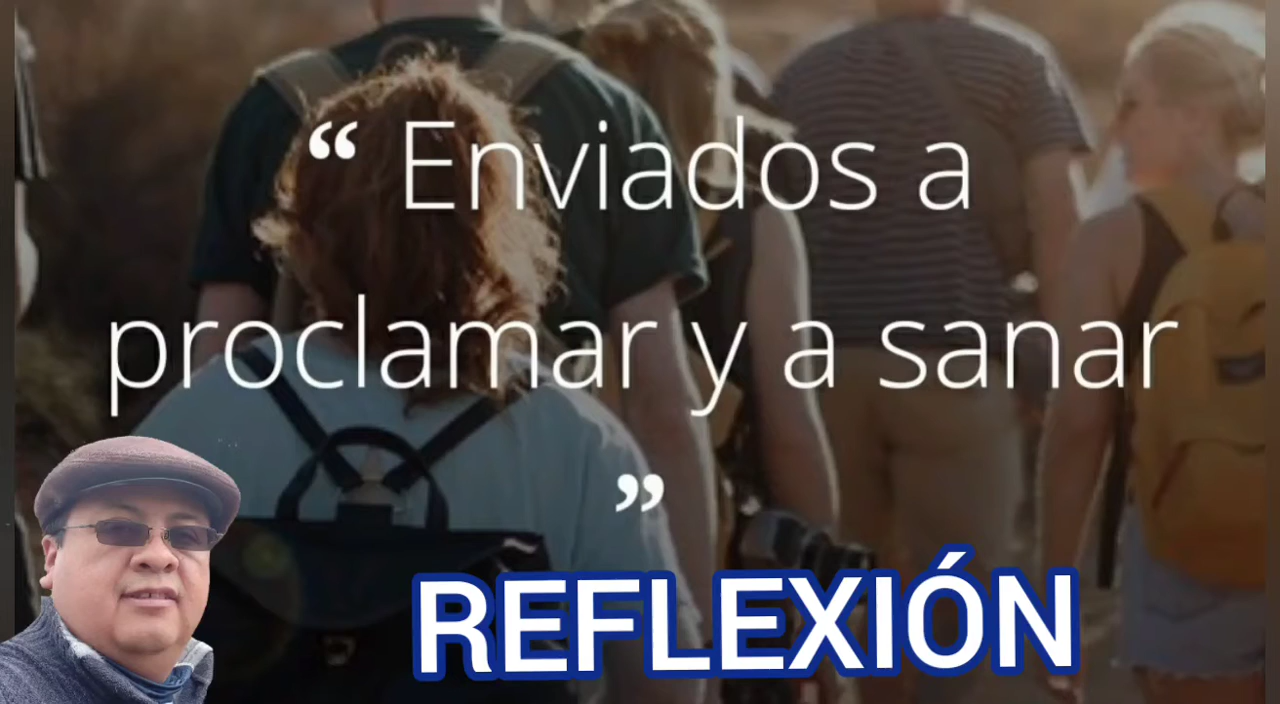 “ Enviados a
proclamar y a sanar
”
REFLEXIÓN